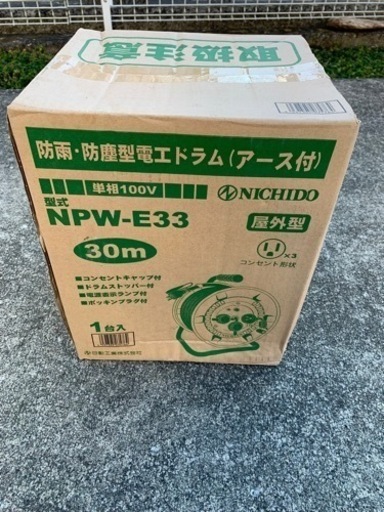 取扱注意
防雨・防塵型電工ドラム(アース付)
単相100V
NICHIDO
型式
NPW-E33
屋外型
30m
×3
コンセント形状
■コンセントキャップ付
■ドラムストッパー付
■電源表示ランプ付
■ポッキンプラグ付
1台入
日動工業株式会社